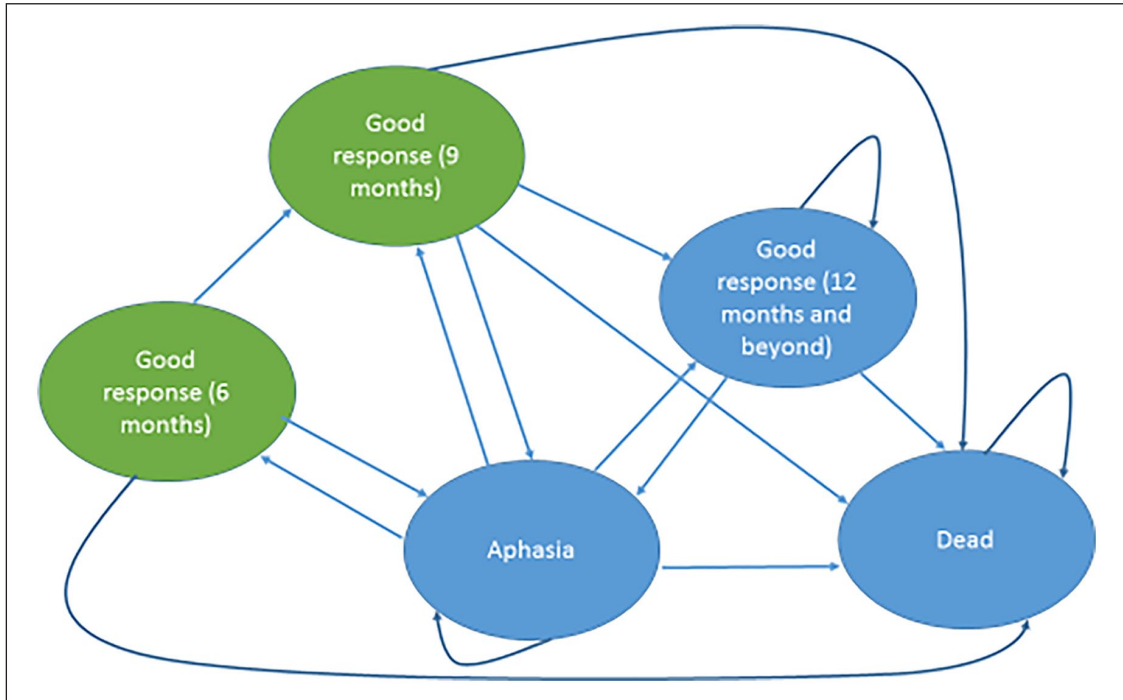 Good
response (9
months)
Good
response (12
months and
beyond)
Good
response (6
months)
Aphasia
Dead